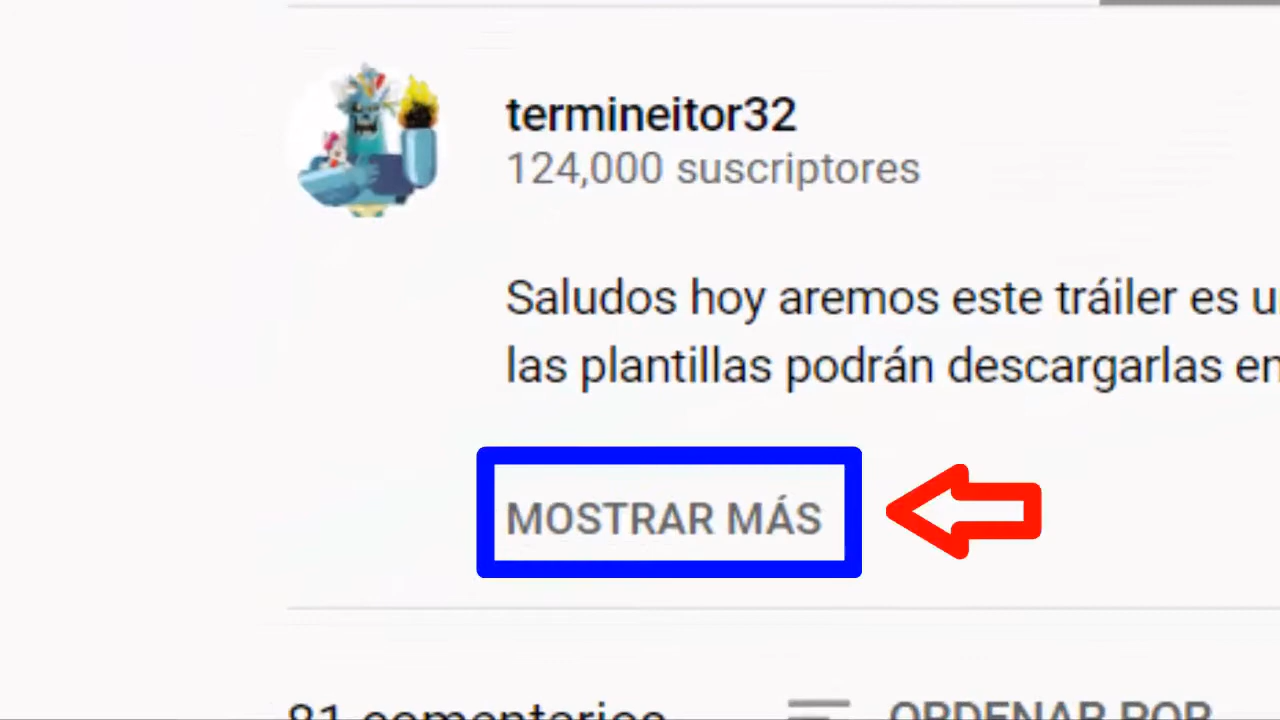 termineitor32
124,000 suscriptores
Saludos hoy aremos este tráiler es
las plantillas podrán descargarlas en
MOSTRAR MÁS
81 comentarios
ORDENAR POR